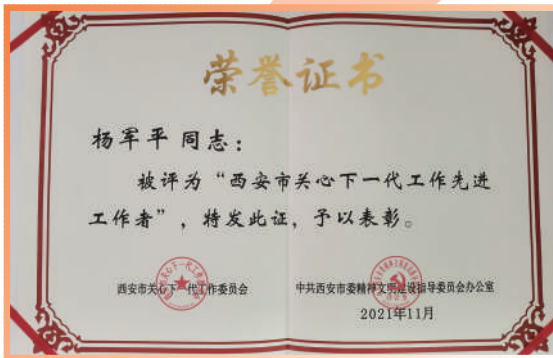 荣誉证书
杨军平 同志：
被评为“西安市关心下一代工作先进
工作者”，特发此证，予以表彰。
西安市关心下一代工作委员会
中共西安市委精神文明建设指导委员会办公室
2021年11月